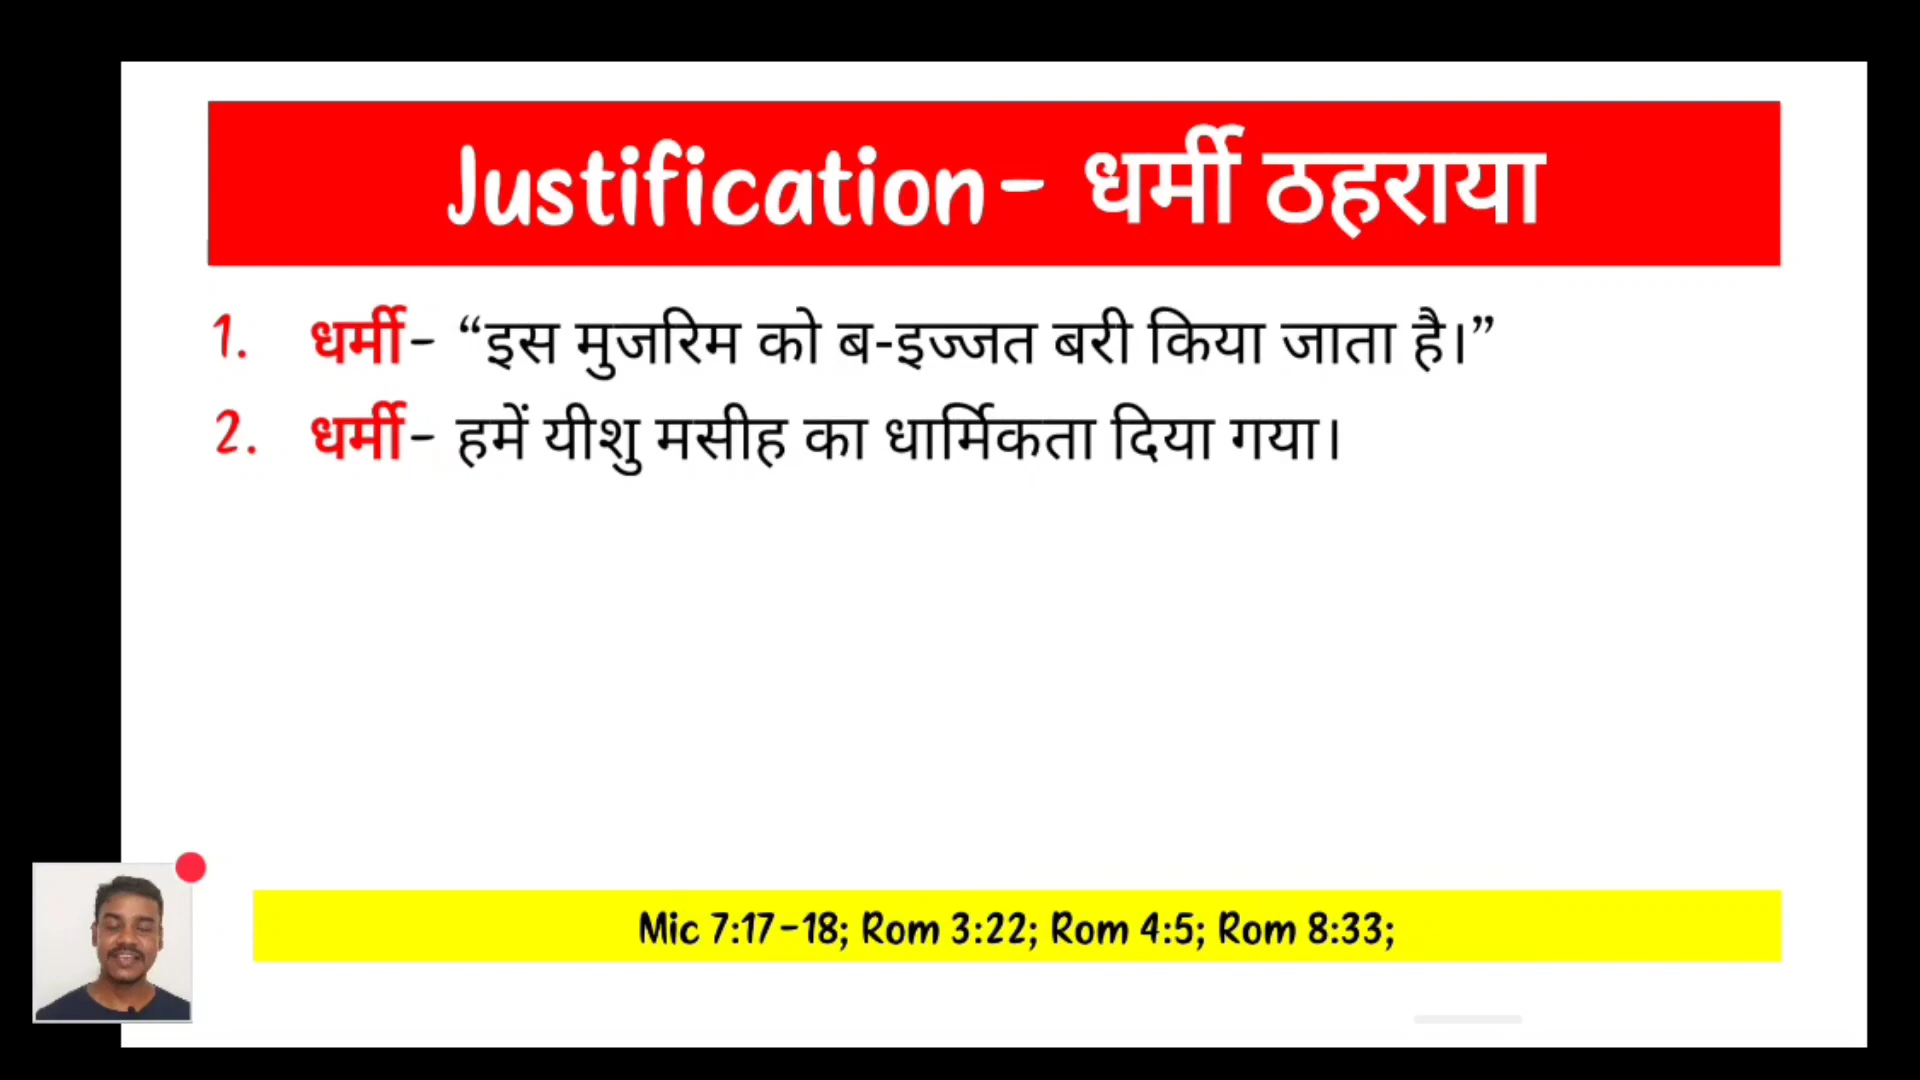 Justification- धर्मी ठहराया
1. धर्मी- “इस मुजरिम को ब-इज्जत बरी किया जाता है।”
2. धर्मी- हमें यीशु मसीह का धार्मिकता दिया गया।
Mic 7:17-18; Rom 3:22; Rom 4:5; Rom 8:33;